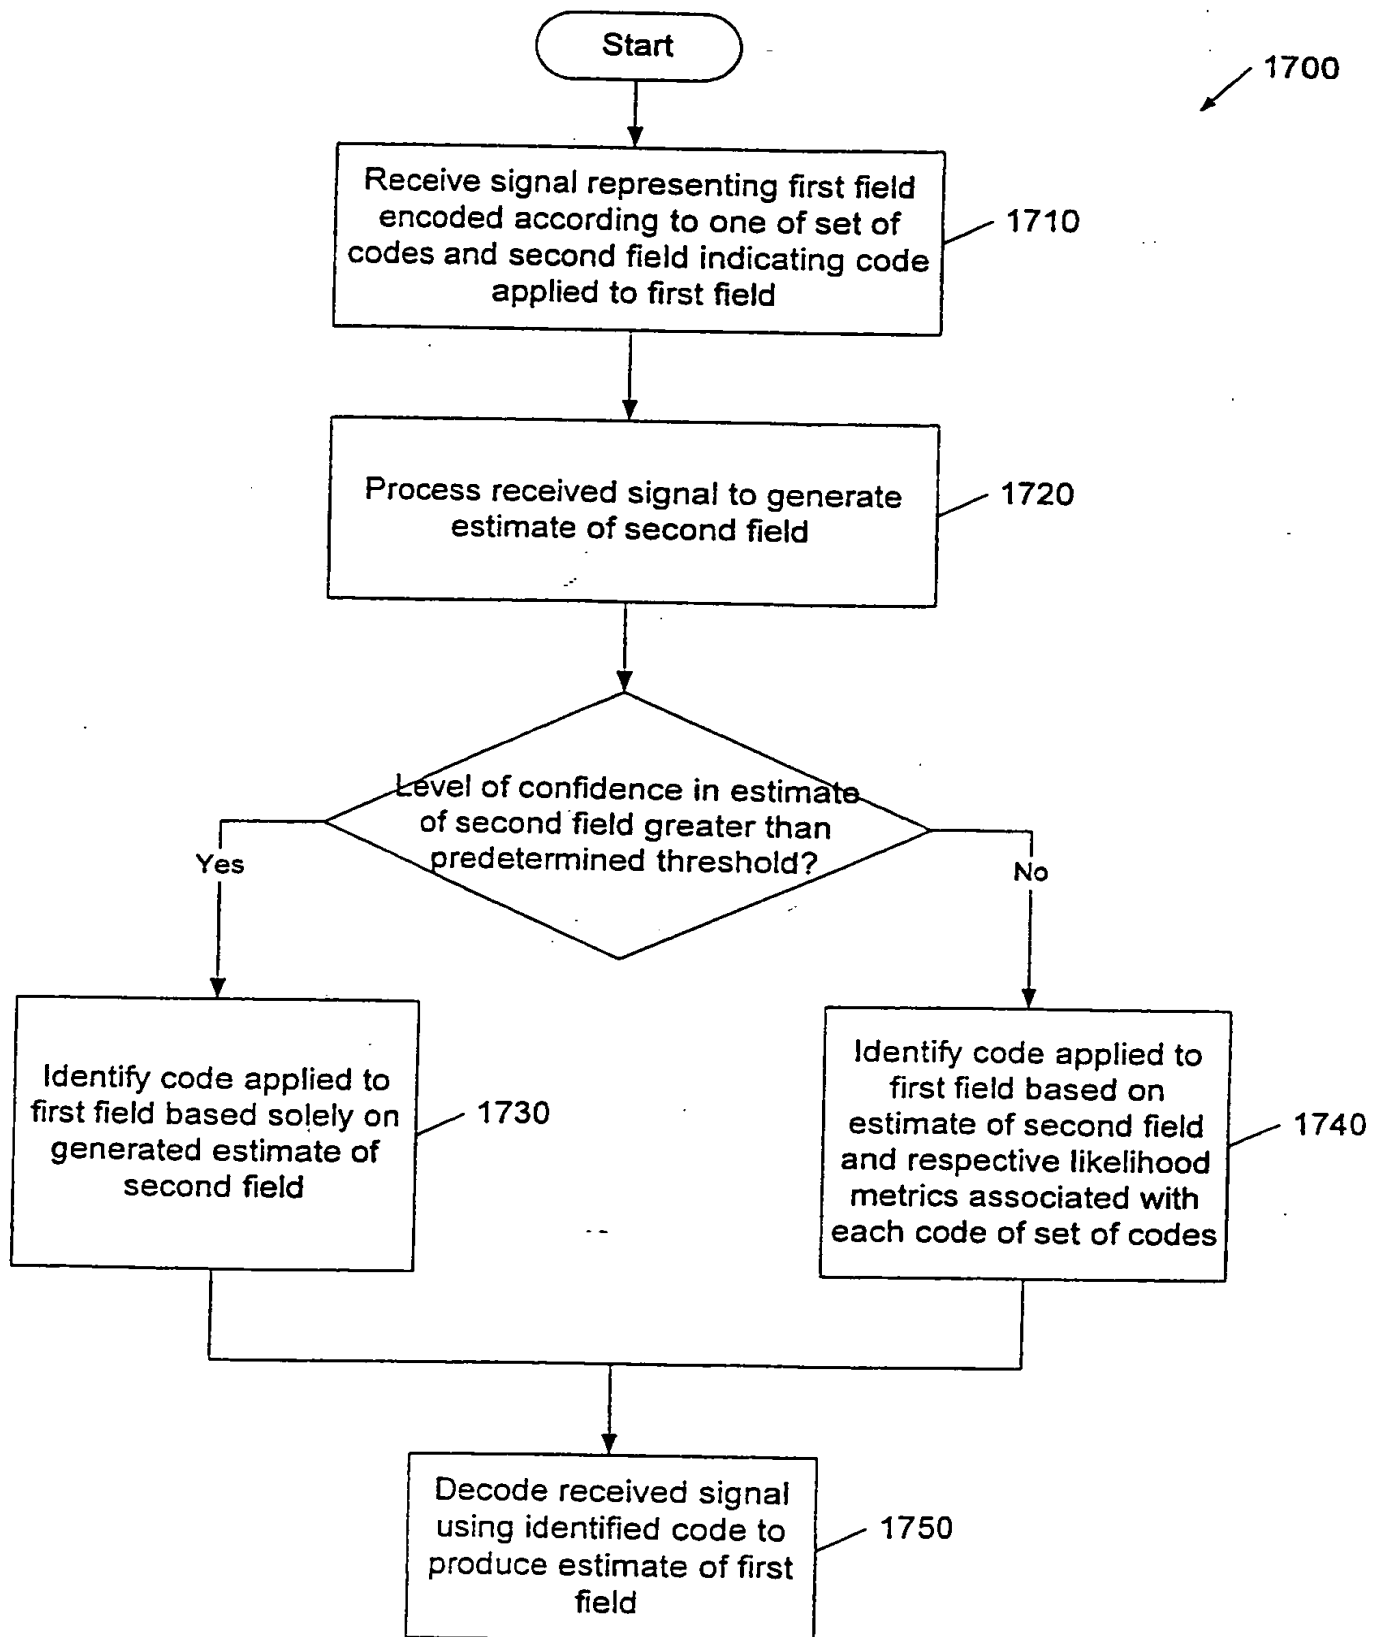 Start
1700
Receive signal representing first field
encoded according to one of set of
codes and second field indicating code
applied to first field
1710
Process received signal to generate
estimate of second field
1720
Level of confidence in estimate
of second field greater than
predetermined threshold?
Yes
No
Identify code applied to
first field based solely on
generated estimate of
second field
1730
Identify code applied to
first field based on
estimate of second field
and respective likelihood
metrics associated with
each code of set of codes
1740
Decode received signal
using identified code to
produce estimate of first
field
1750